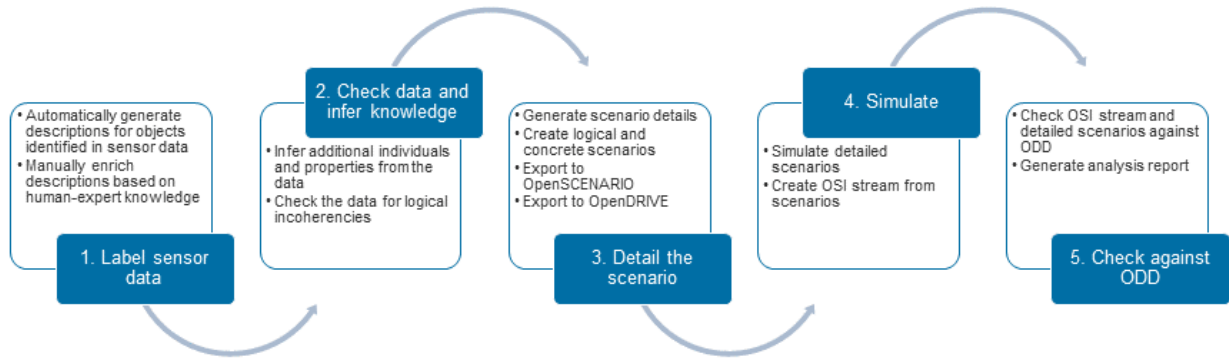 • Automatically generate
descriptions for objects
identified in sensor data
• Manually enrich
descriptions based on
human-expert knowledge
1. Label sensor
data
2. Check data and
infer knowledge
• Infer additional individuals
and properties from the
data
• Check the data for logical
incoherencies
• Generate scenario details
• Create logical and
concrete scenarios
• Export to
OpenSCENARIO
• Export to OpenDRIVE
3. Detail the
scenario
4. Simulate
• Simulate detailed
scenarios
• Create OSI stream from
scenarios
• Check OSI stream and
detailed scenarios against
ODD
• Generate analysis report
5. Check against
ODD